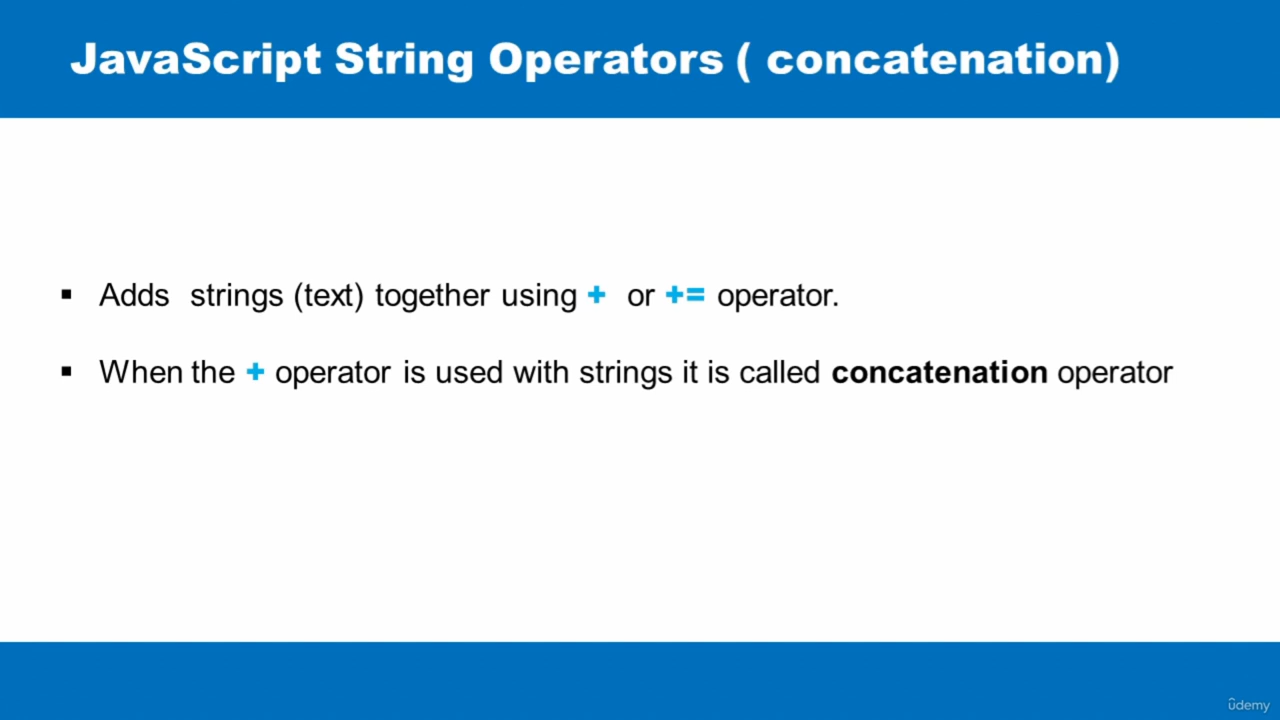 JavaScript String Operators ( concatenation)
▪ Adds strings (text) together using + or += operator.
▪ When the + operator is used with strings it is called concatenation operator
ûdemy